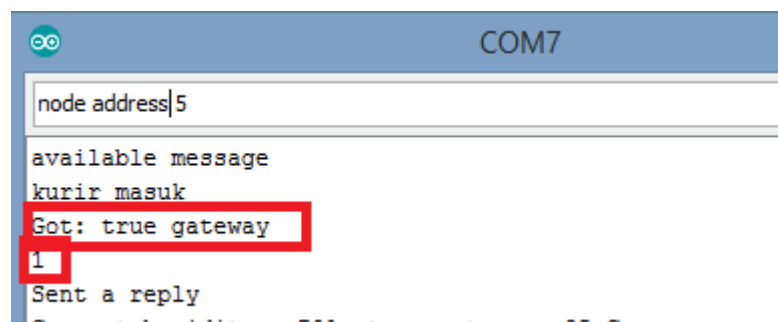 COM7
node address 5
available message
kurir masuk
Got: true gateway
1
Sent a reply